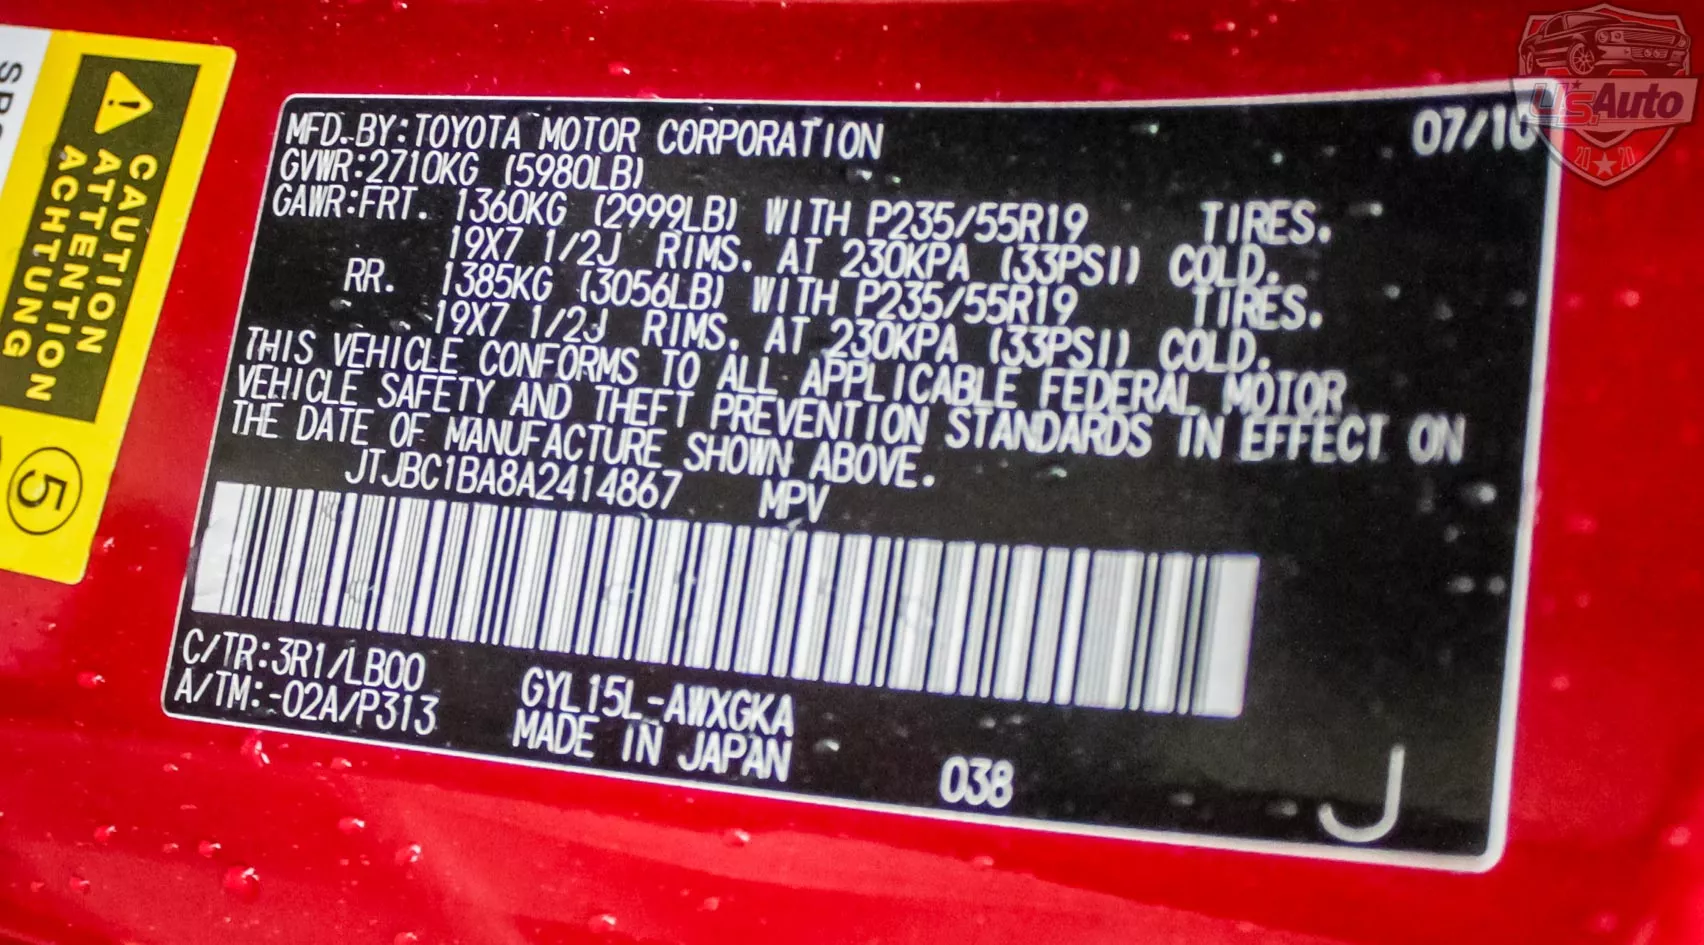 MFD. BY: TOYOTA MOTOR CORPORATION 07/10
GVWR: 2710KG (5980LB)
GAWR: FRT. 1360KG (2999LB) WITH P235/55R19 TIRES.
19X7 1/2J RIMS. AT 230KPA (33PSI) COLD.
RR. 1385KG (3056LB) WITH P235/55R19 TIRES.
19X7 1/2J RIMS. AT 230KPA (33PSI) COLD.
THIS VEHICLE CONFORMS TO ALL APPLICABLE FEDERAL MOTOR
VEHICLE SAFETY AND THEFT PREVENTION STANDARDS IN EFFECT ON
THE DATE OF MANUFACTURE SHOWN ABOVE.
JTJBC1BA8A2414867 MPV
C/TR: 3R1/LB00
A/TM: -02A/P313
GYL15L-AWXGKA
MADE IN JAPAN
038
J
CAUTION
ATTENTION
ACHTUNG
5
U.S. Auto